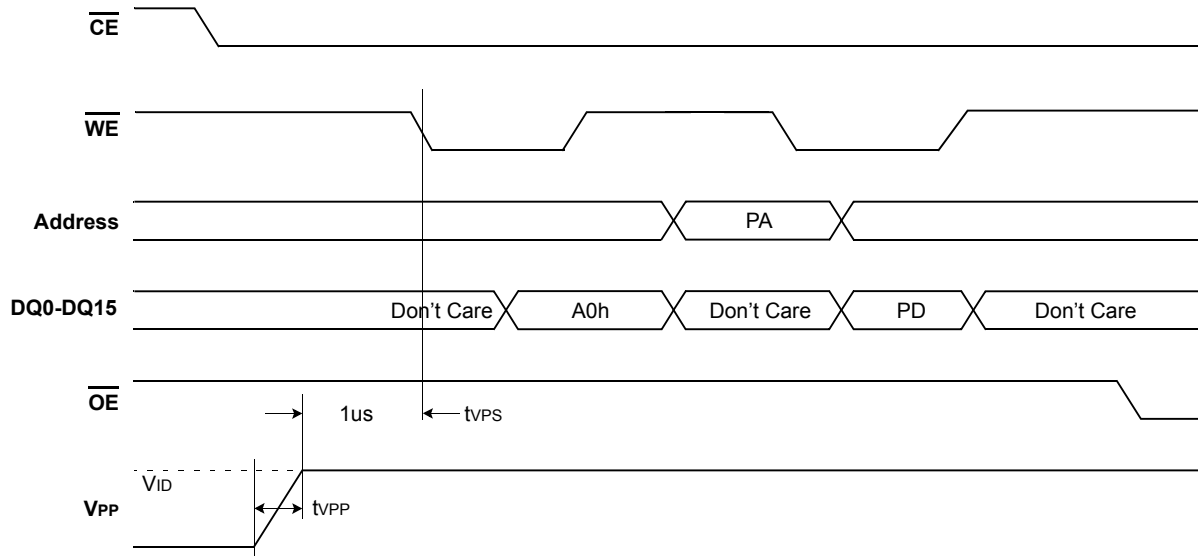 CE
WE
Address PA
DQ0-DQ15 Don't Care A0h Don't Care PD Don't Care
OE
1us tVPS
VID
VPP tVPP